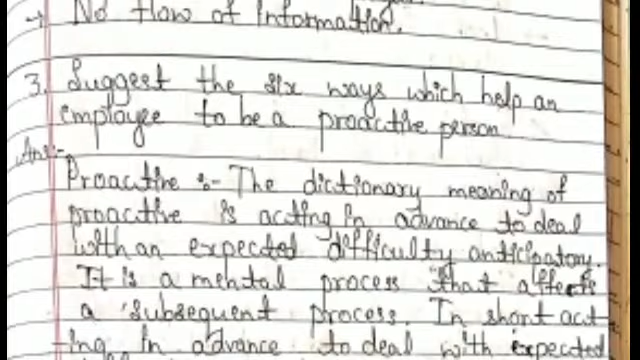 → No flow of Information.
3. Suggest the six ways which help an
employee to be a proactive person
Ans:-
Proactive :- The dictionary meaning of
proactive is acting in advance to deal
with an expected difficulty anticipatory.
It is a mental process that affects
a subsequent process. In short act
-ing in advance to deal with expected